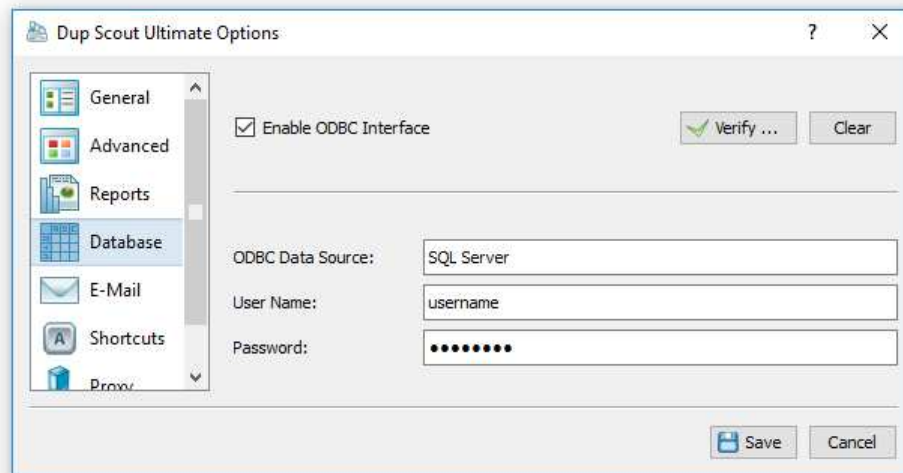 Dup Scout Ultimate Options
?
General
Advanced
Reports
Database
E-Mail
A
Shortcuts
Proxy
Enable ODBC Interface
Verify ...
Clear
ODBC Data Source:
SQL Server
User Name:
username
Password:
●●●●●●●●
Save
Cancel